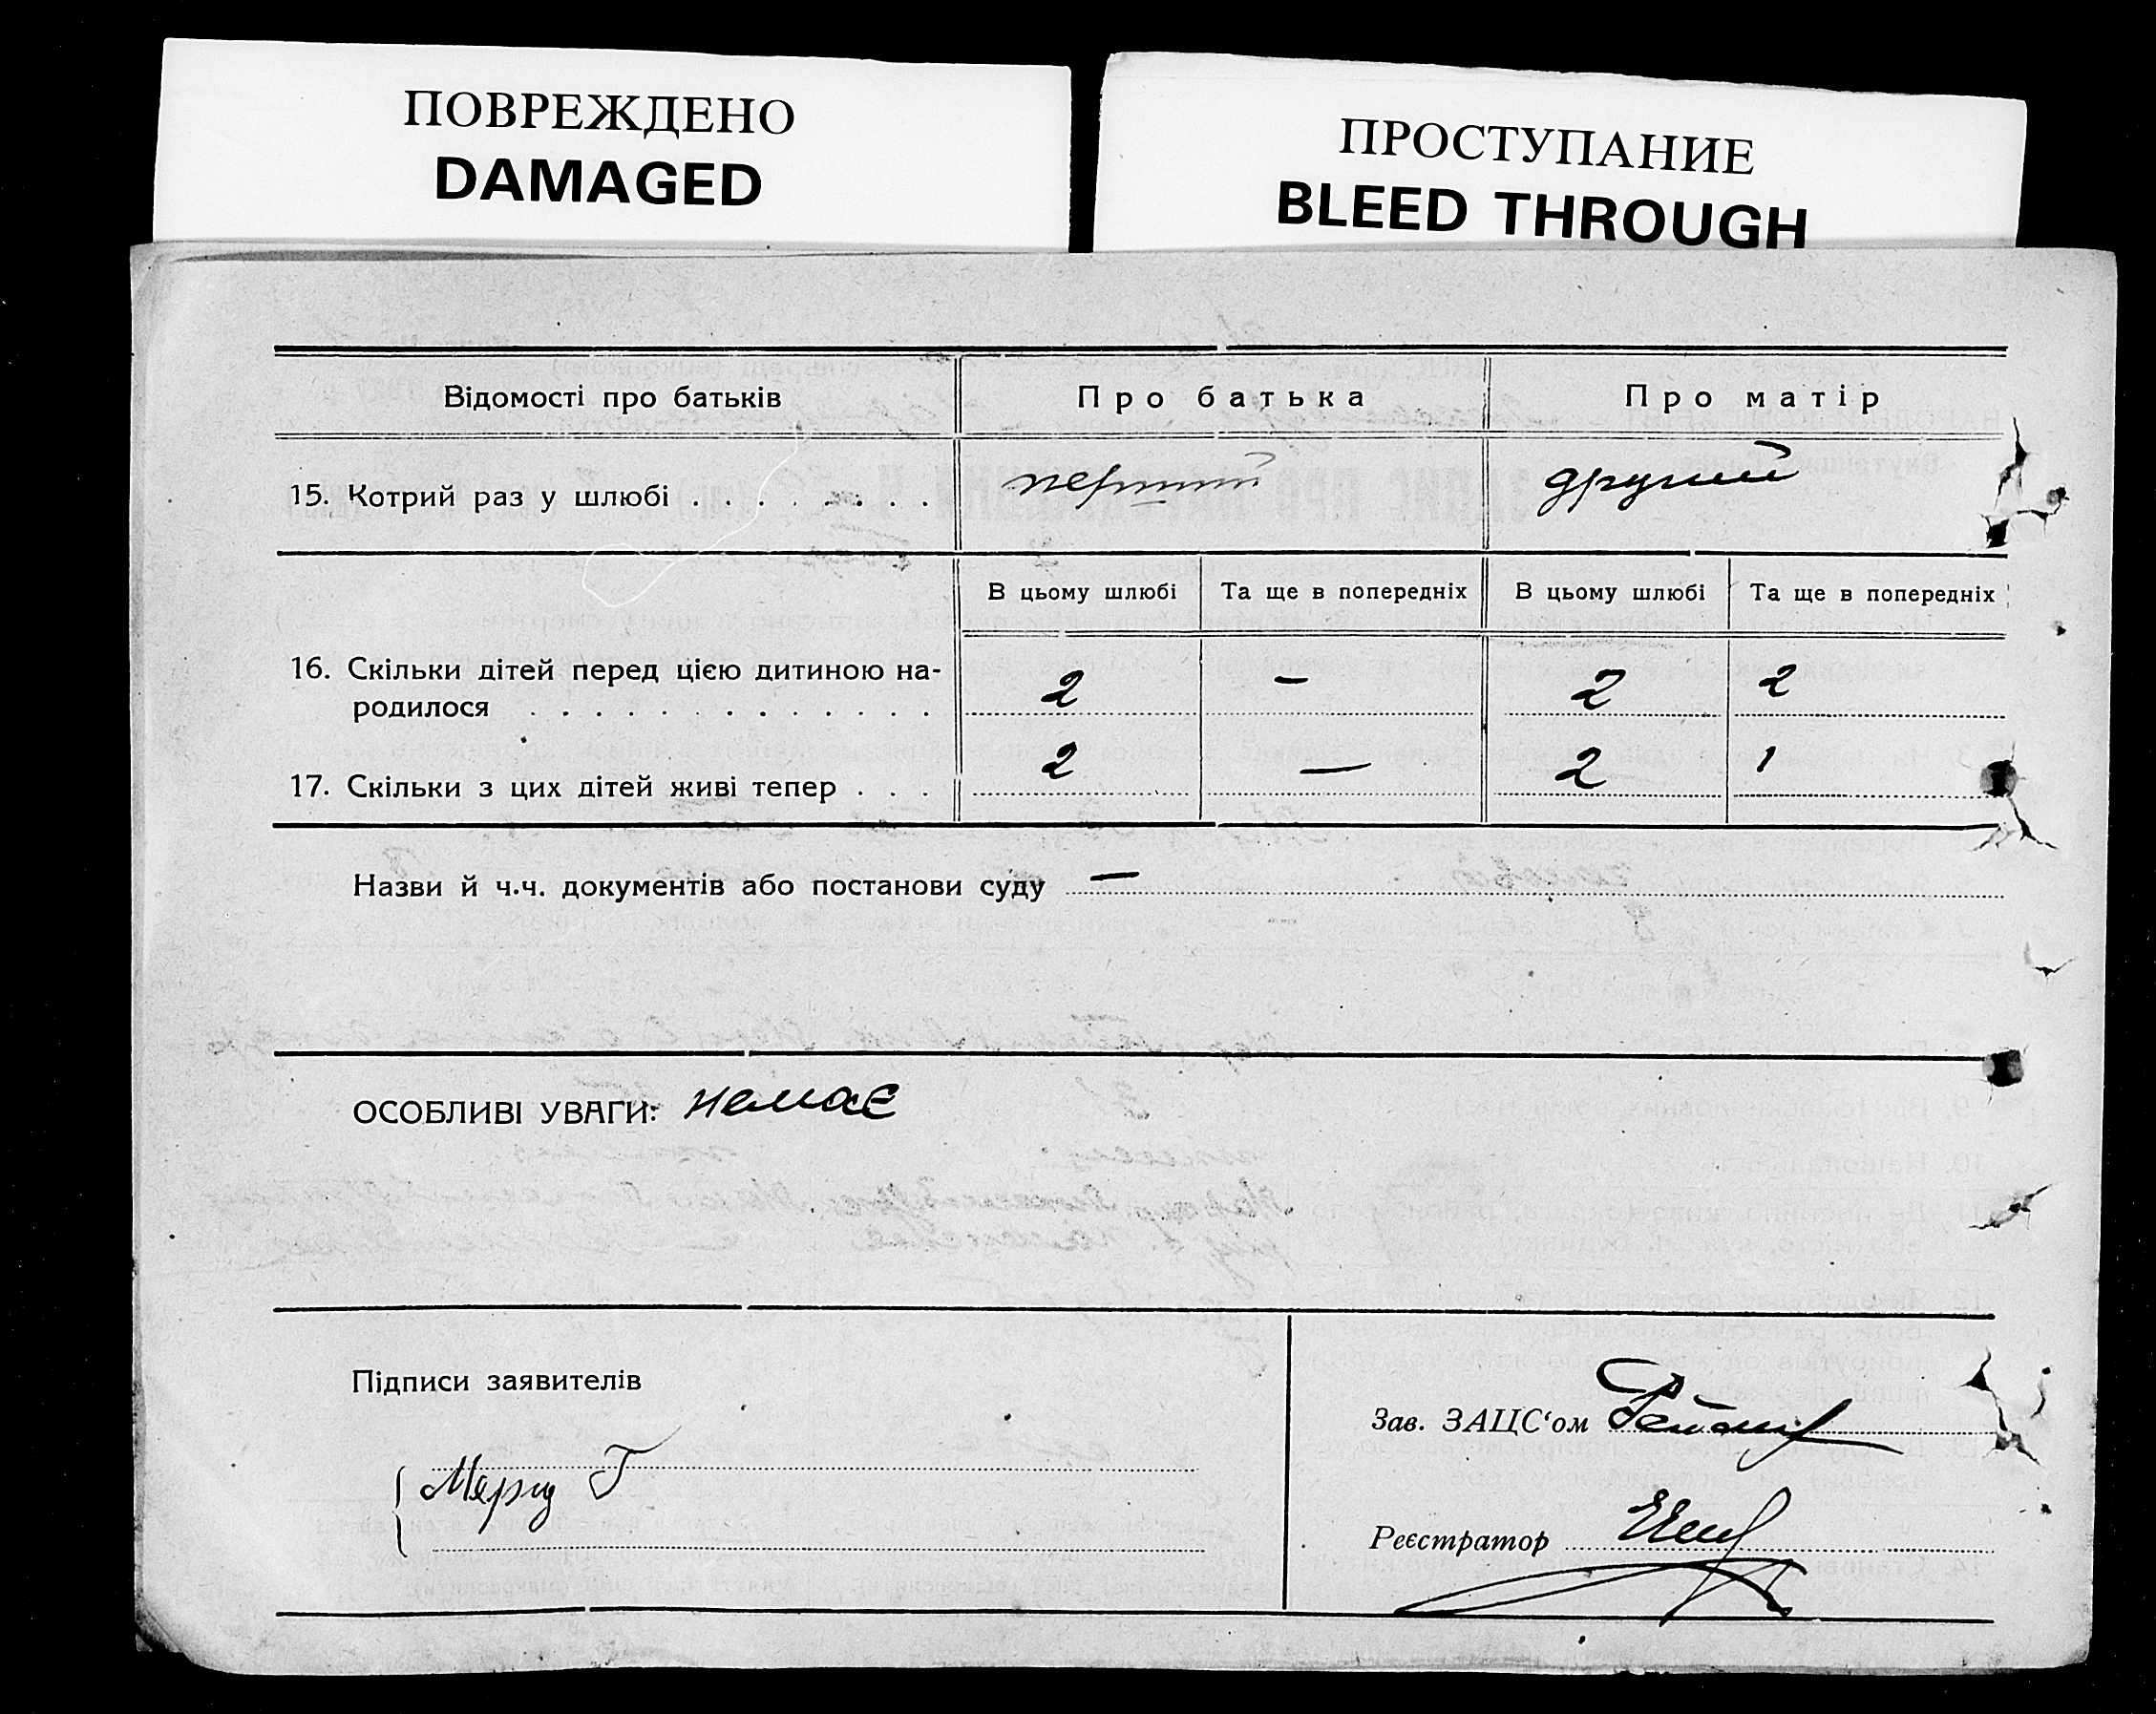 ПОВРЕЖДЕНО
DAMAGED
ПРОСТУПАНИЕ
BLEED THROUGH
Відомості про батьків Про батька Про матір
15. Котрий раз у шлюбі . . . . . . . . перший другий
В цьому шлюбі Та ще в попередніх В цьому шлюбі Та ще в попередніх
16. Скільки дітей перед цією дитиною на-
родилося . . . . . . . . . . . . . 2 – 2 2
17. Скільки з цих дітей живі тепер . . . 2 — 2 1
Назви й ч.ч. документів або постанови суду —
ОСОБЛИВІ УВАГИ: немає
Підписи заявителів
Зав. ЗАЦС‘ом
Г
Реєстратор